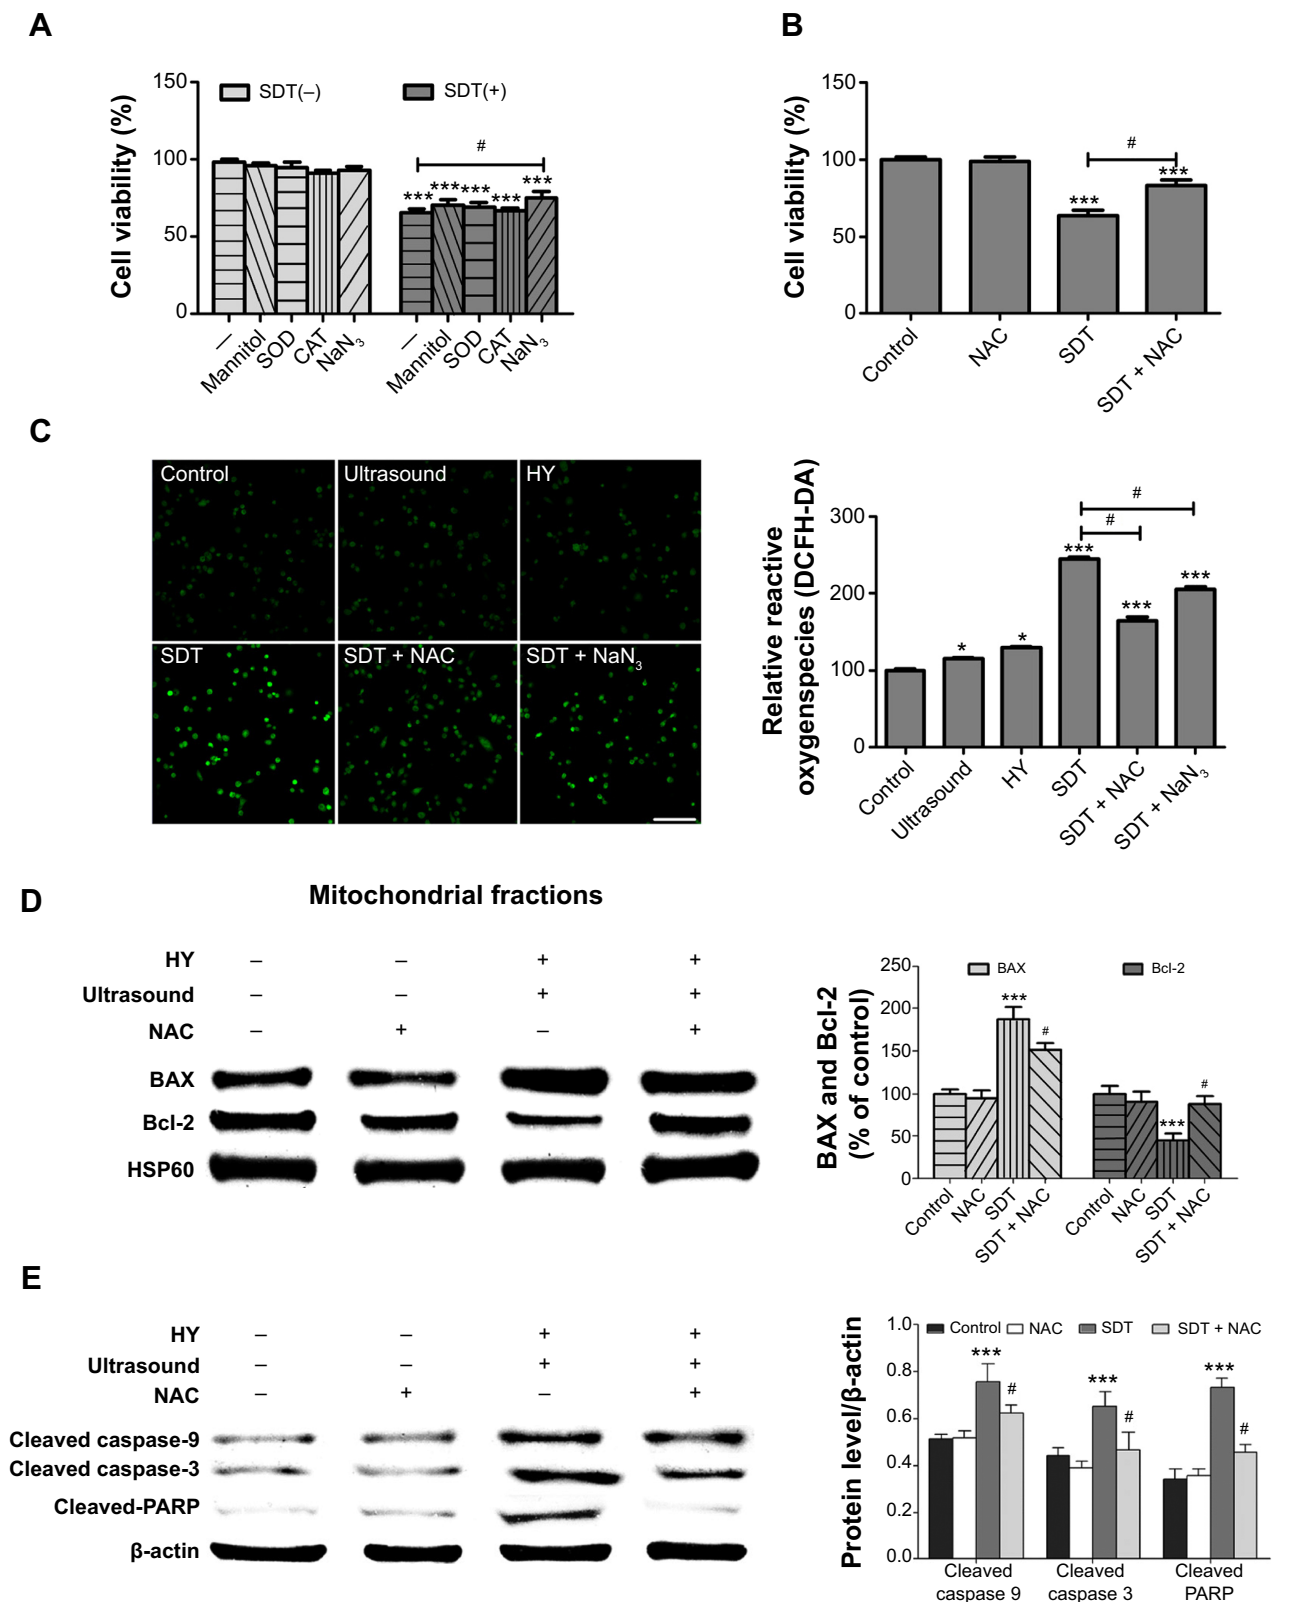 A
Cell viability (%)
150
100
50
0
SDT(–)
SDT(+)
#
*** *** *** *** ***
– Mannitol SOD CAT NaN3
– Mannitol SOD CAT NaN3
B
Cell viability (%)
150
100
50
0
#
*** ***
Control NAC SDT SDT + NAC
C
Control Ultrasound HY
SDT SDT + NAC SDT + NaN3
Relative reactive
oxygenspecies (DCFH-DA)
300
200
100
0
#
#
* * *** *** ***
Control Ultrasound HY SDT SDT + NAC SDT + NaN3
D
Mitochondrial fractions
HY – – + +
Ultrasound – – + +
NAC – + – +
BAX
Bcl-2
HSP60
BAX and Bcl-2
(% of control)
250
200
150
100
50
0
BAX
Bcl-2
*** # *** #
Control NAC SDT SDT + NAC
Control NAC SDT SDT + NAC
E
HY – – + +
Ultrasound – – + +
NAC – + – +
Cleaved caspase-9
Cleaved caspase-3
Cleaved-PARP
β-actin
Protein level/β-actin
1.0
0.8
0.6
0.4
0.2
0.0
Control NAC SDT SDT + NAC
*** # *** # *** #
Cleaved
caspase 9
Cleaved
caspase 3
Cleaved
PARP